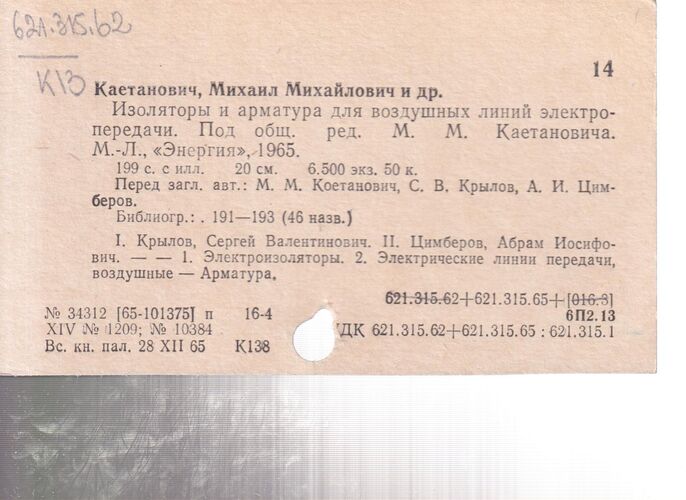 621.315.62
К13
14
Каетанович, Михаил Михайлович и др.
Изоляторы и арматура для воздушных линий электро-
передачи. Под общ. ред. М. М. Каетановича.
М.-Л., «Энергия», 1965.
199 с. с илл. 20 см. 6.500 экз. 50 к.
Перед загл. авт.: М. М. Коетанович, С. В. Крылов, А. И. Цим-
беров.
Библиогр.: . 191—193 (46 назв.)
I. Крылов, Сергей Валентинович. II. Цимберов, Абрам Иосифо-
вич. — — 1. Электроизоляторы. 2. Электрические линии передачи,
воздушные — Арматура.
621.315.62+621.315.65+[016.3]
№ 34312 [65-101375] п 16-4 6П2.13
XIV № 1209; № 10384 ДК 621.315.62+621.315.65 : 621.315.1
Вс. кн. пал. 28 XII 65 К138